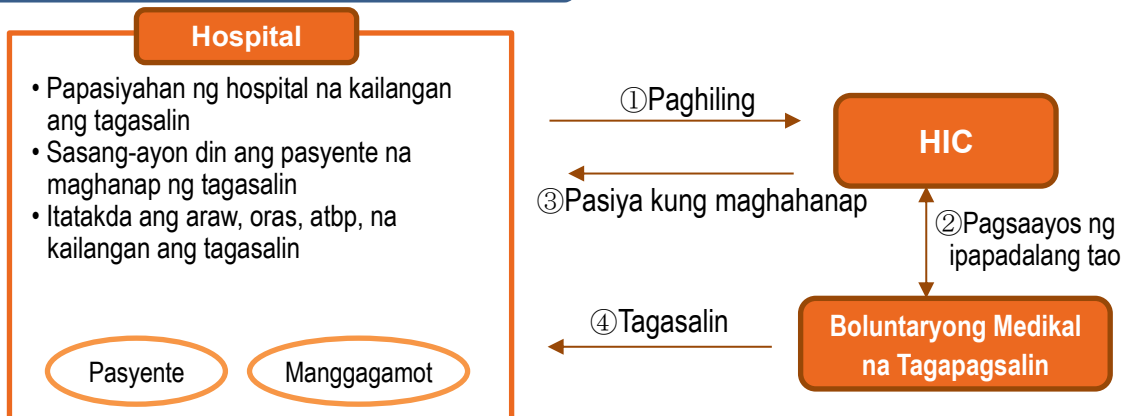 Hospital
• Papasiyahan ng hospital na kailangan
ang tagasalin
• Sasang-ayon din ang pasyente na
maghanap ng tagasalin
• Itatakda ang araw, oras, atbp, na
kailangan ang tagasalin
Pasyente
Manggagamot
①Paghiling
③Pasiya kung maghahanap
④Tagasalin
HIC
②Pagsaayos ng
ipapadalang tao
Boluntaryong Medikal
na Tagapagsalin